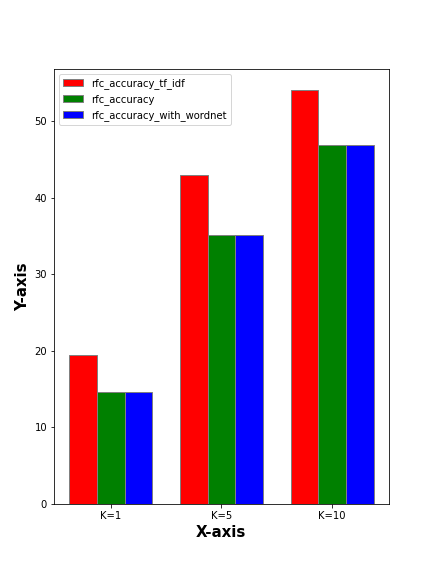 rfc_accuracy_tf_idf
rfc_accuracy
rfc_accuracy_with_wordnet
50
40
30
20
10
0
Y-axis
K=1 K=5 K=10
X-axis